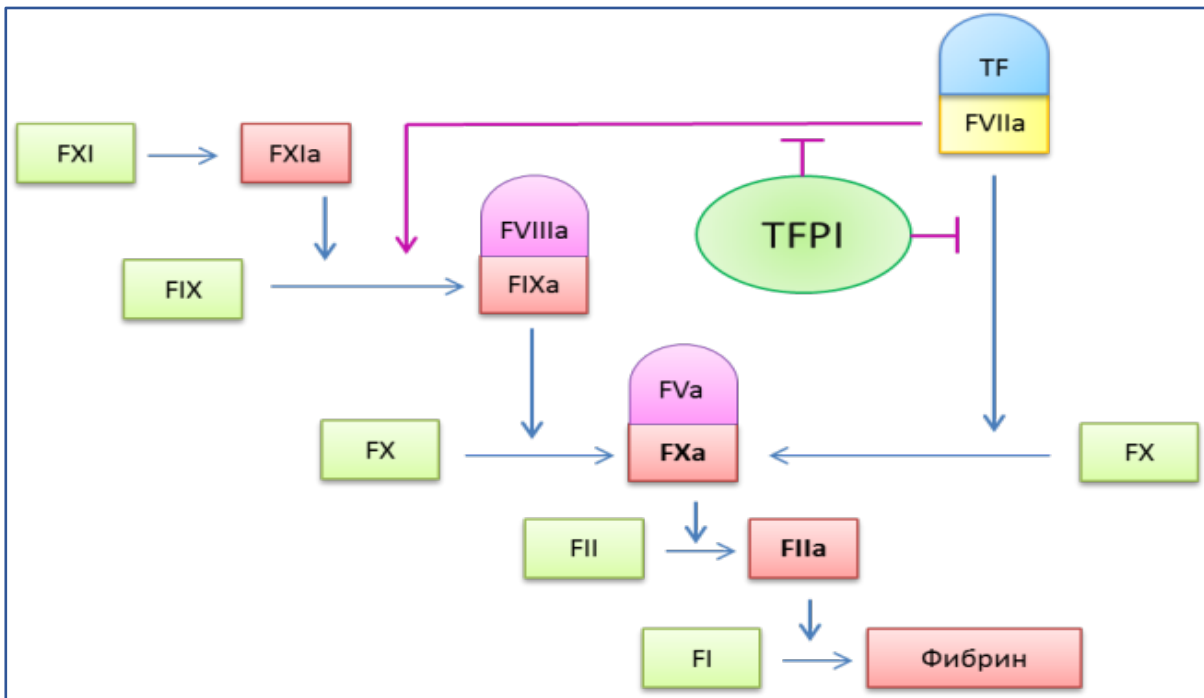 TF
FVIIa
FXI
FXIa
TFPI
FVIIIa
FIXa
FIX
FVa
FXa
FX
FX
FII
FIIa
FI
Фибрин